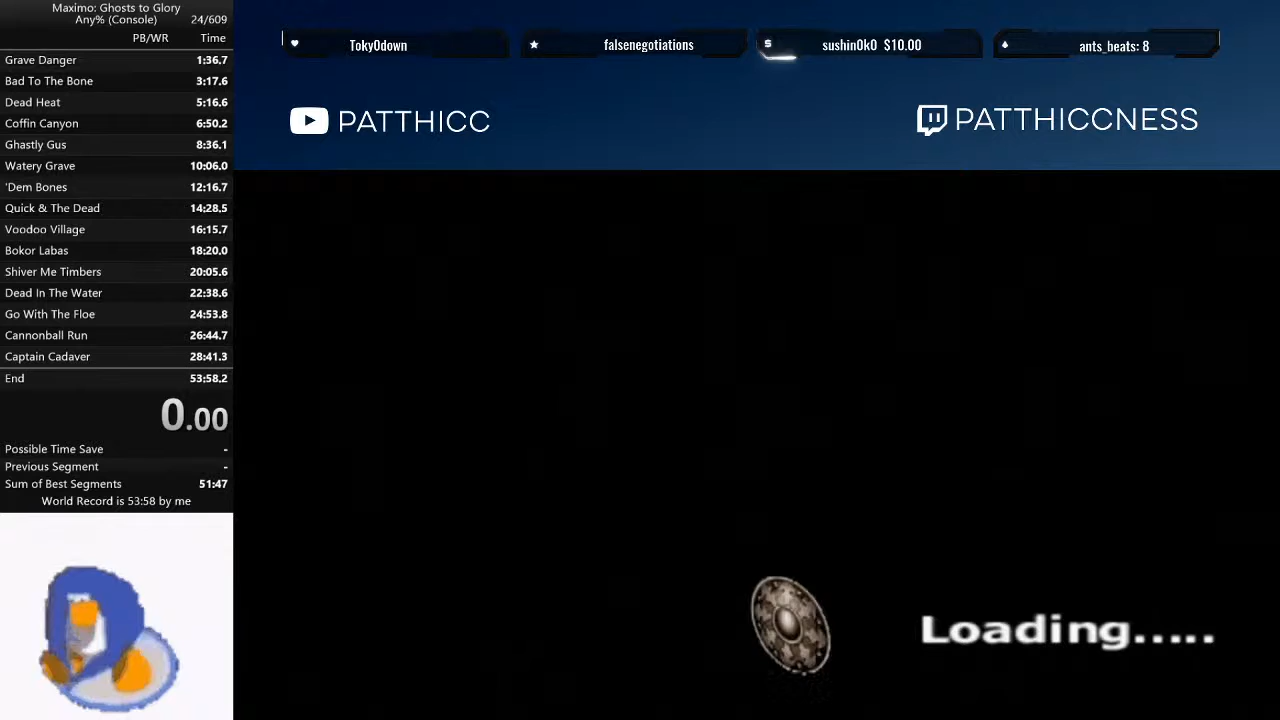 Maximo: Ghosts to Glory
Any% (Console) 24/609
PB/WR Time
Grave Danger 1:36.7
Bad To The Bone 3:17.6
Dead Heat 5:16.6
Coffin Canyon 6:50.2
Ghastly Gus 8:36.1
Watery Grave 10:06.0
'Dem Bones 12:16.7
Quick & The Dead 14:28.5
Voodoo Village 16:15.7
Bokor Labas 18:20.0
Shiver Me Timbers 20:05.6
Dead In The Water 22:38.6
Go With The Floe 24:53.8
Cannonball Run 26:44.7
Captain Cadaver 28:41.3
End 53:58.2
0.00
Possible Time Save -
Previous Segment -
Sum of Best Segments 51:47
World Record is 53:58 by me
Toky0down falsenegotiations sushin0k0 $10.00 ants_beats: 8
PATTHICC PATTHICCNESS
Loading.....